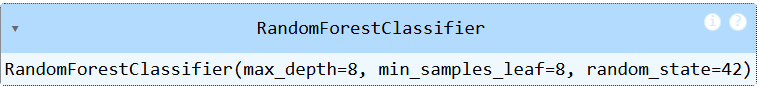 RandomForestClassifier
RandomForestClassifier(max_depth=8, min_samples_leaf=8, random_state=42)